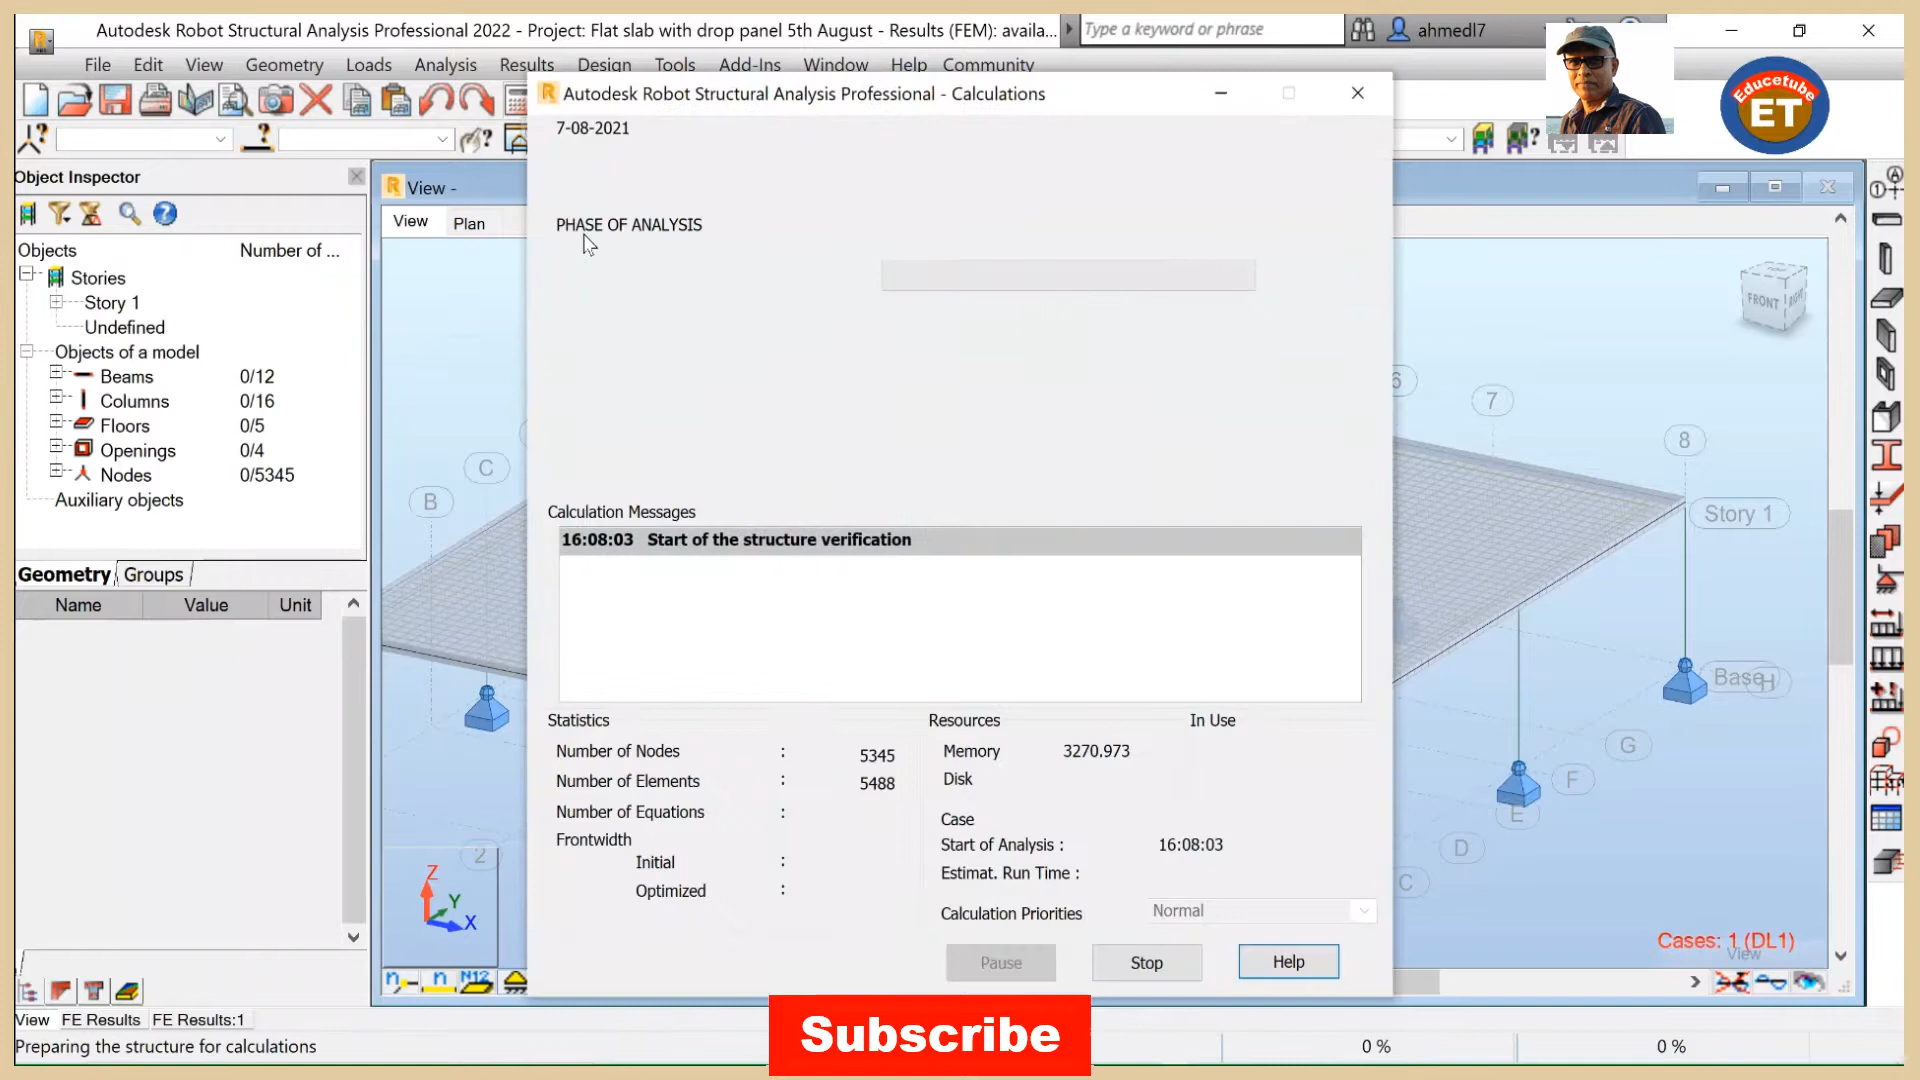 Autodesk Robot Structural Analysis Professional 2022 - Project: Flat slab with drop panel 5th August - Results (FEM): availa...
Type a keyword or phrase
ahmedl7
File Edit View Geometry Loads Analysis Results Design Tools Add-Ins Window Help Community
Educetube
ET
Autodesk Robot Structural Analysis Professional - Calculations
7-08-2021
Object Inspector
View -
View Plan
PHASE OF ANALYSIS
Objects Number of ...
Stories
Story 1
Undefined
Objects of a model
Beams 0/12
Columns 0/16
Floors 0/5
Openings 0/4
Nodes 0/5345
Auxiliary objects
FRONT RIGHT
6
7
8
C
B
Story 1
Calculation Messages
16:08:03 Start of the structure verification
Geometry Groups
Name Value Unit
Base H
G
F
E
D
C
2
Z
Y
X
Statistics
Number of Nodes : 5345
Number of Elements : 5488
Number of Equations :
Frontwidth
Initial :
Optimized :
Resources In Use
Memory 3270.973
Disk
Case
Start of Analysis : 16:08:03
Estimat. Run Time :
Calculation Priorities Normal
Pause Stop Help
Cases: 1 (DL1)
View
n n N12
View FE Results FE Results:1
Subscribe
Preparing the structure for calculations
0 % 0 %